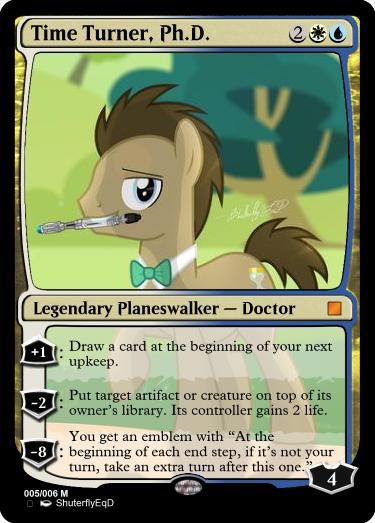 Time Turner, Ph.D. 2
Legendary Planeswalker — Doctor
+1: Draw a card at the beginning of your next
upkeep.
-2: Put target artifact or creature on top of its
owner's library. Its controller gains 2 life.
-8: You get an emblem with “At the
beginning of each end step, if it's not your
turn, take an extra turn after this one.”
4
005/006 M
ShuterflyEqD